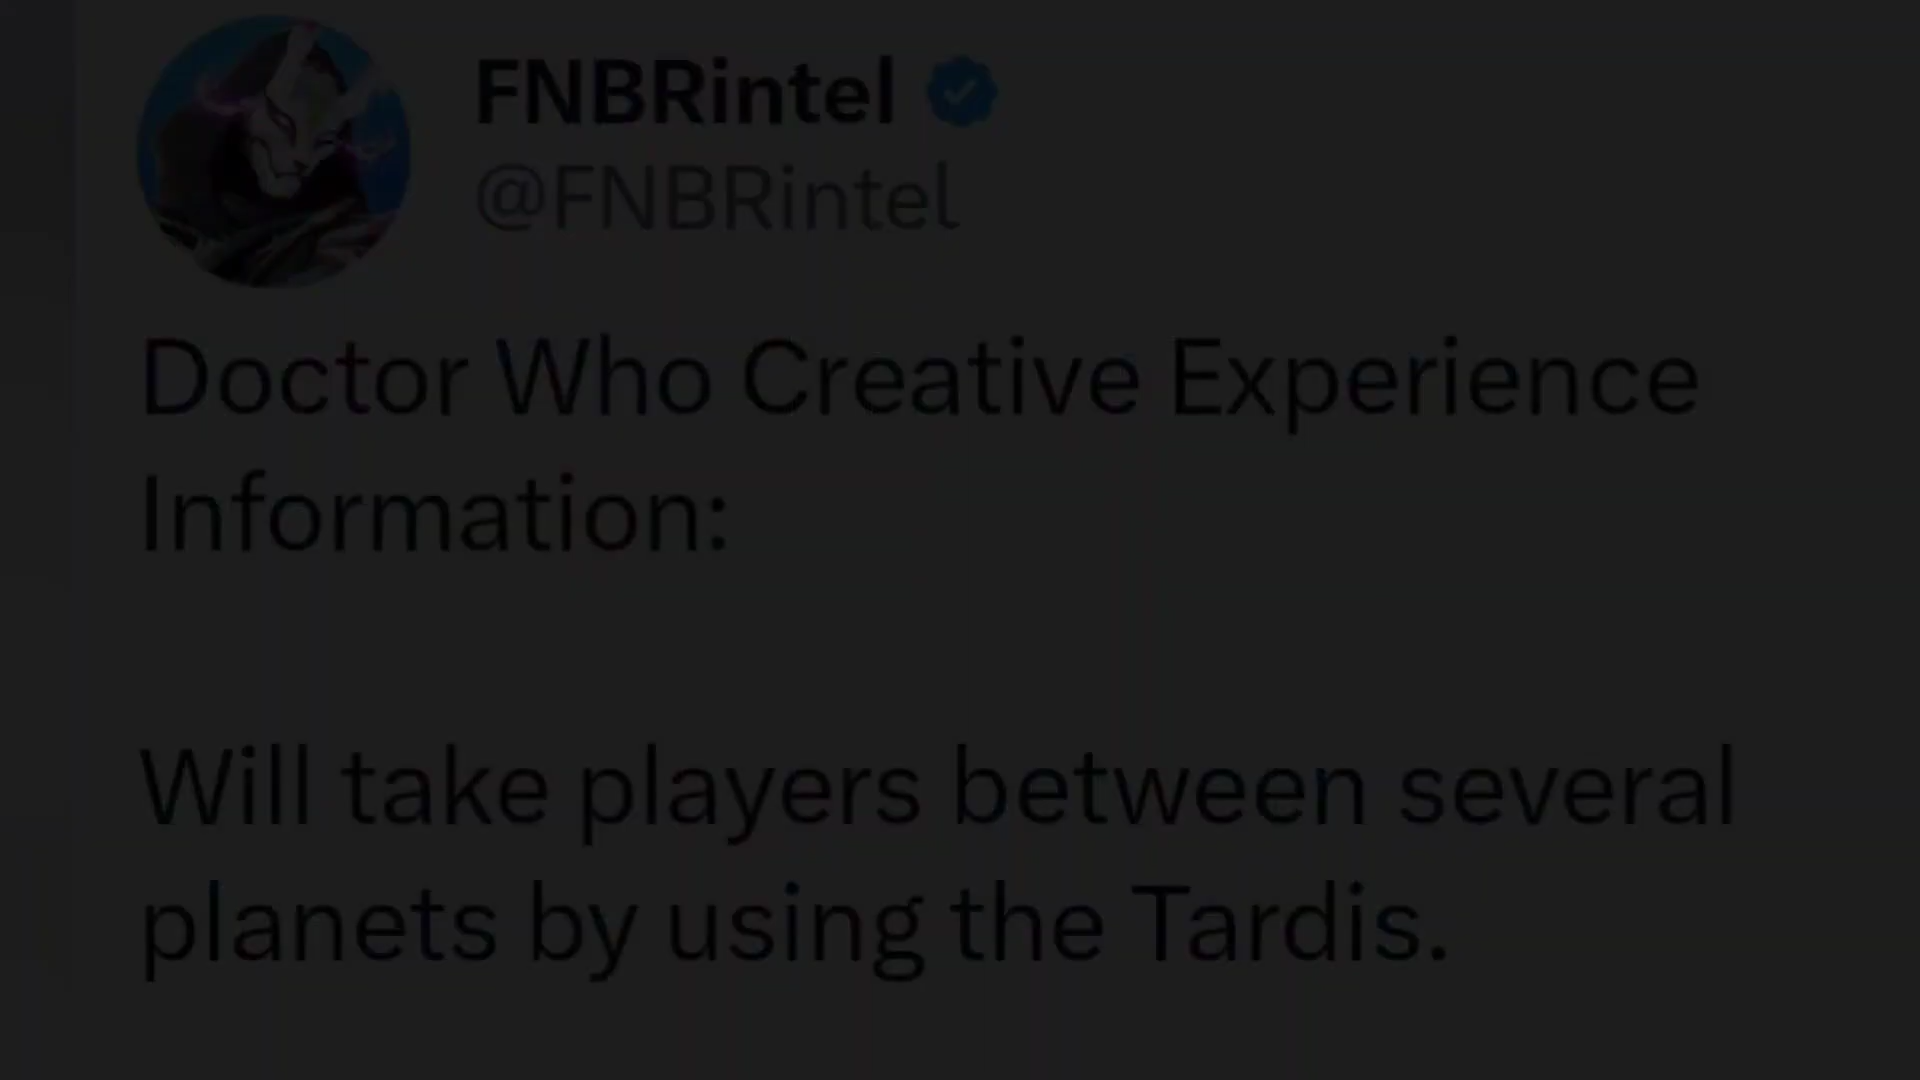 FNBRintel
@FNBRintel
Doctor Who Creative Experience
Information:
Will take players between several
planets by using the Tardis.